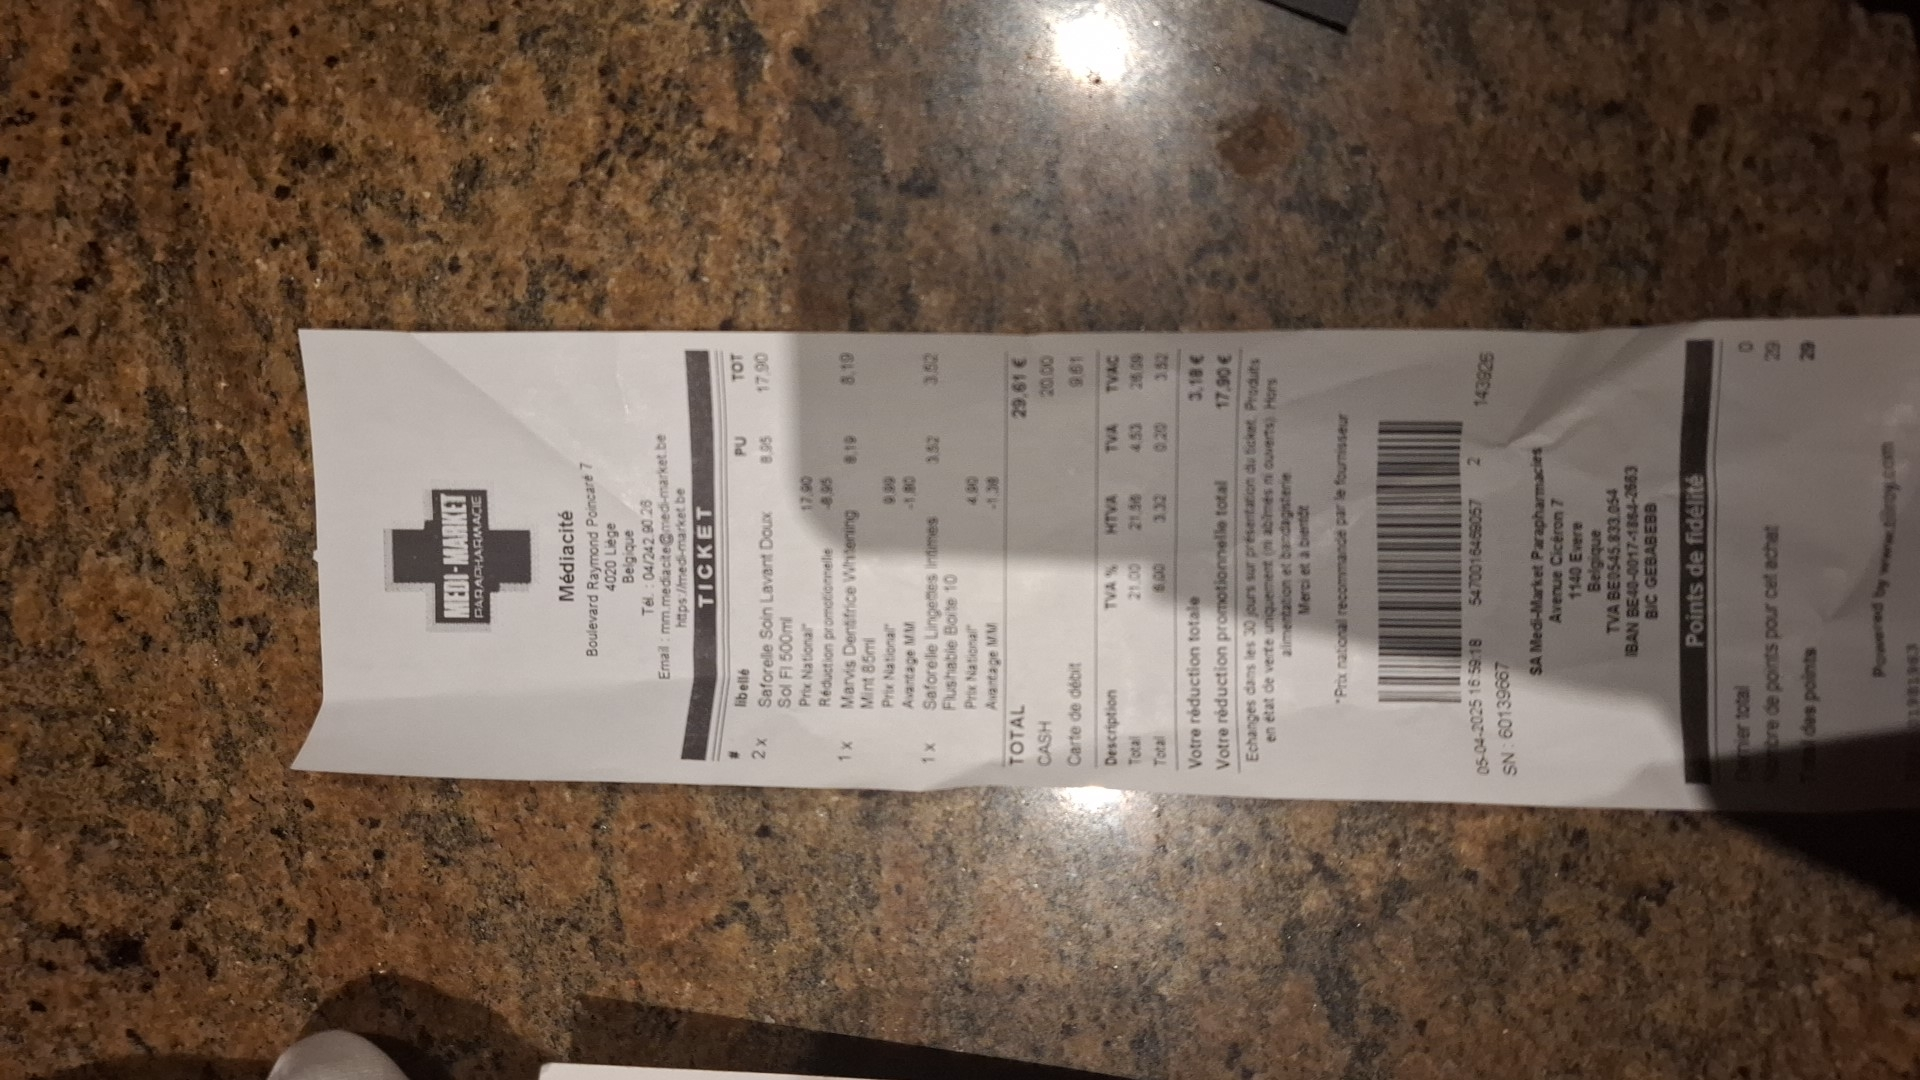 MEDI-MARKET
PARAPHARMACIE
Médiacité
Boulevard Raymond Poincaré 7
4020 Liège
Belgique
Tél. : 04/242.90.26
Email : mm.mediacite@medi-market.be
https://medi-market.be
TICKET
# libellé PU TOT
2 x Saforelle Soin Lavant Doux 8,95 17,90
Sol Fl 500ml
Prix National* 17,90
Réduction promotionnelle -8,95
1 x Marvis Dentifrice Whitening 8,19 8,19
Mint 85ml
Prix National* 9,99
Avantage MM -1,80
1 x Saforelle Lingettes Intimes 3,52 3,52
Flushable Boite 10
Prix National* 4,90
Avantage MM -1,38
TOTAL 29,61 €
CASH 20,00
Carte de débit 9,61
Description TVA % HTVA TVA TVAC
Total 21,00 21,56 4,53 26,09
Total 6,00 3,32 0,20 3,52
Votre réduction totale 3,18 €
Votre réduction promotionnelle total 17,90 €
Echanges dans les 30 jours sur présentation du ticket. Produits
en état de vente uniquement (ni abîmés ni ouverts). Hors
alimentation et bandagisterie
Merci et à bientôt
*Prix national recommandé par le fournisseur
05-04-2025 16:59:18 5470016469057 2 143926
SN : 60139667
SA Medi-Market Parapharmacies
Avenue Cicéron 7
1140 Evere
Belgique
TVA BE0545.833.054
IBAN BE40-0017-1884-2663
BIC GEBABEBB
Points de fidélité
total 0
de points pour cet achat 29
des points 29
Powered by